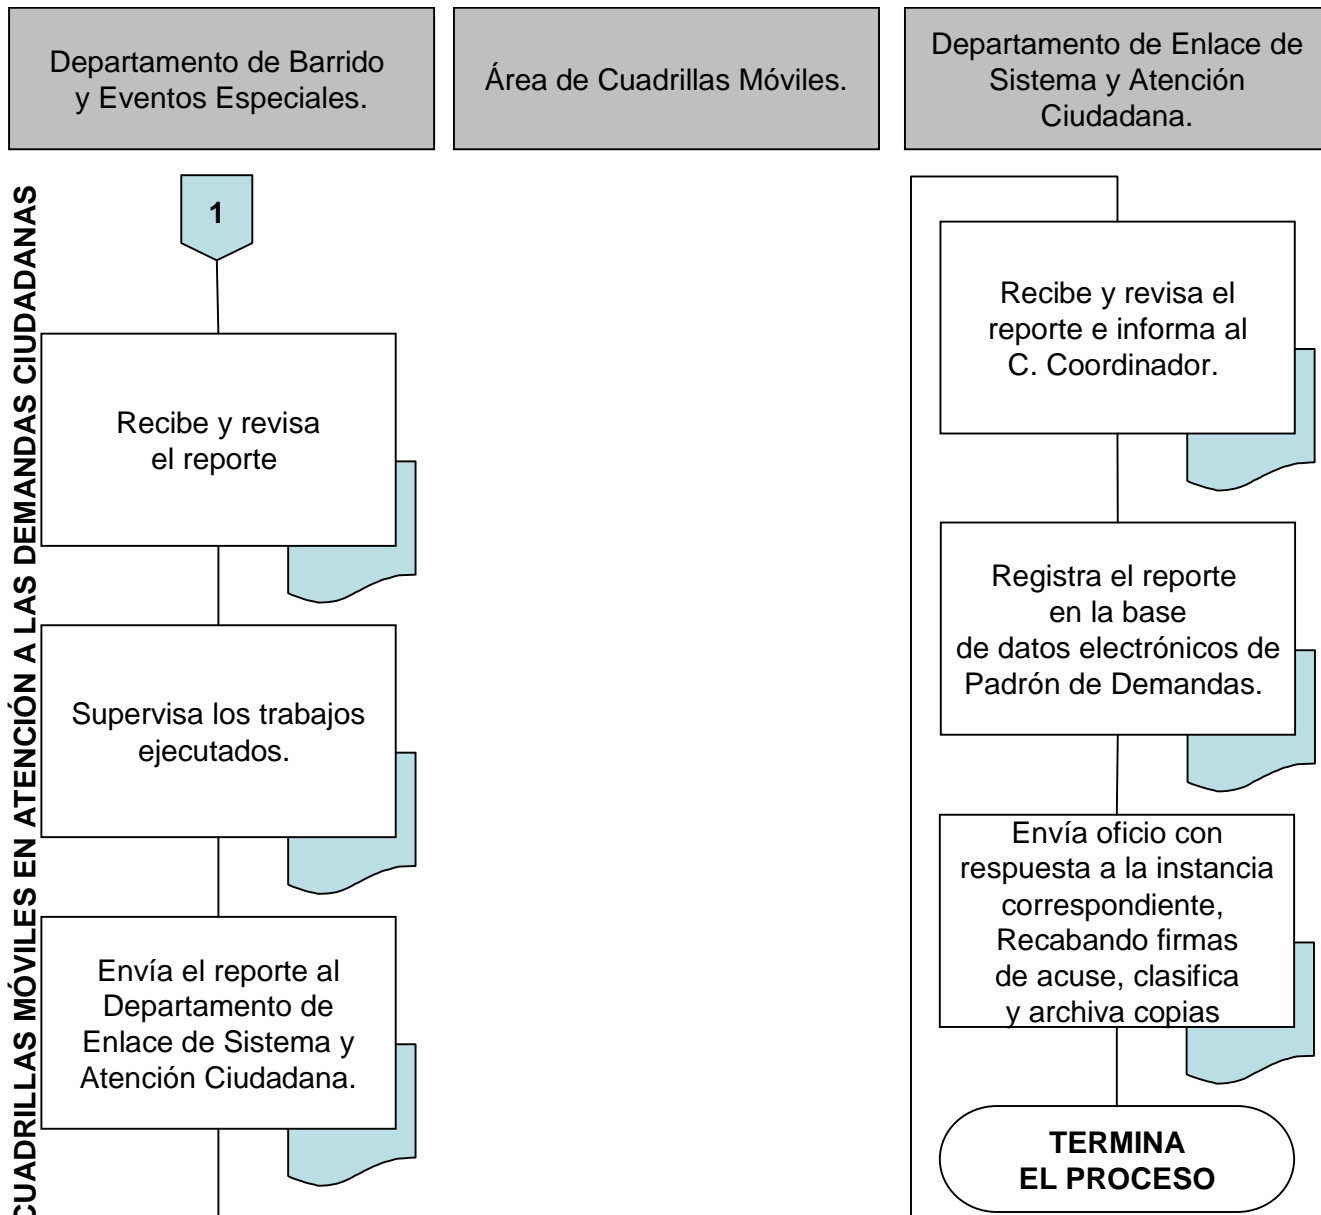 Departamento de Barrido
y Eventos Especiales.
Área de Cuadrillas Móviles.
Departamento de Enlace de
Sistema y Atención
Ciudadana.
CUADRILLAS MÓVILES EN ATENCIÓN A LAS DEMANDAS CIUDADANAS
1
Recibe y revisa
el reporte
Supervisa los trabajos
ejecutados.
Envía el reporte al
Departamento de
Enlace de Sistema y
Atención Ciudadana.
Recibe y revisa el
reporte e informa al
C. Coordinador.
Registra el reporte
en la base
de datos electrónicos de
Padrón de Demandas.
Envía oficio con
respuesta a la instancia
correspondiente,
Recabando firmas
de acuse, clasifica
y archiva copias
TERMINA
EL PROCESO